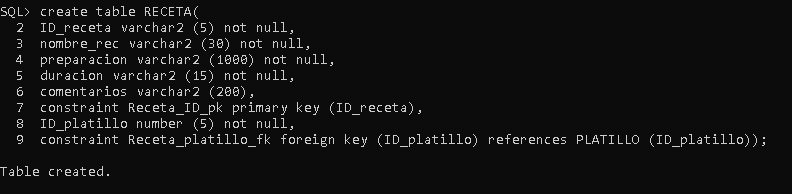 SQL> create table RECETA(
  2  ID_receta varchar2 (5) not null,
  3  nombre_rec varchar2 (30) not null,
  4  preparacion varchar2 (1000) not null,
  5  duracion varchar2 (15) not null,
  6  comentarios varchar2 (200),
  7  constraint Receta_ID_pk primary key (ID_receta),
  8  ID_platillo number (5) not null,
  9  constraint Receta_platillo_fk foreign key (ID_platillo) references PLATILLO (ID_platillo));
Table created.